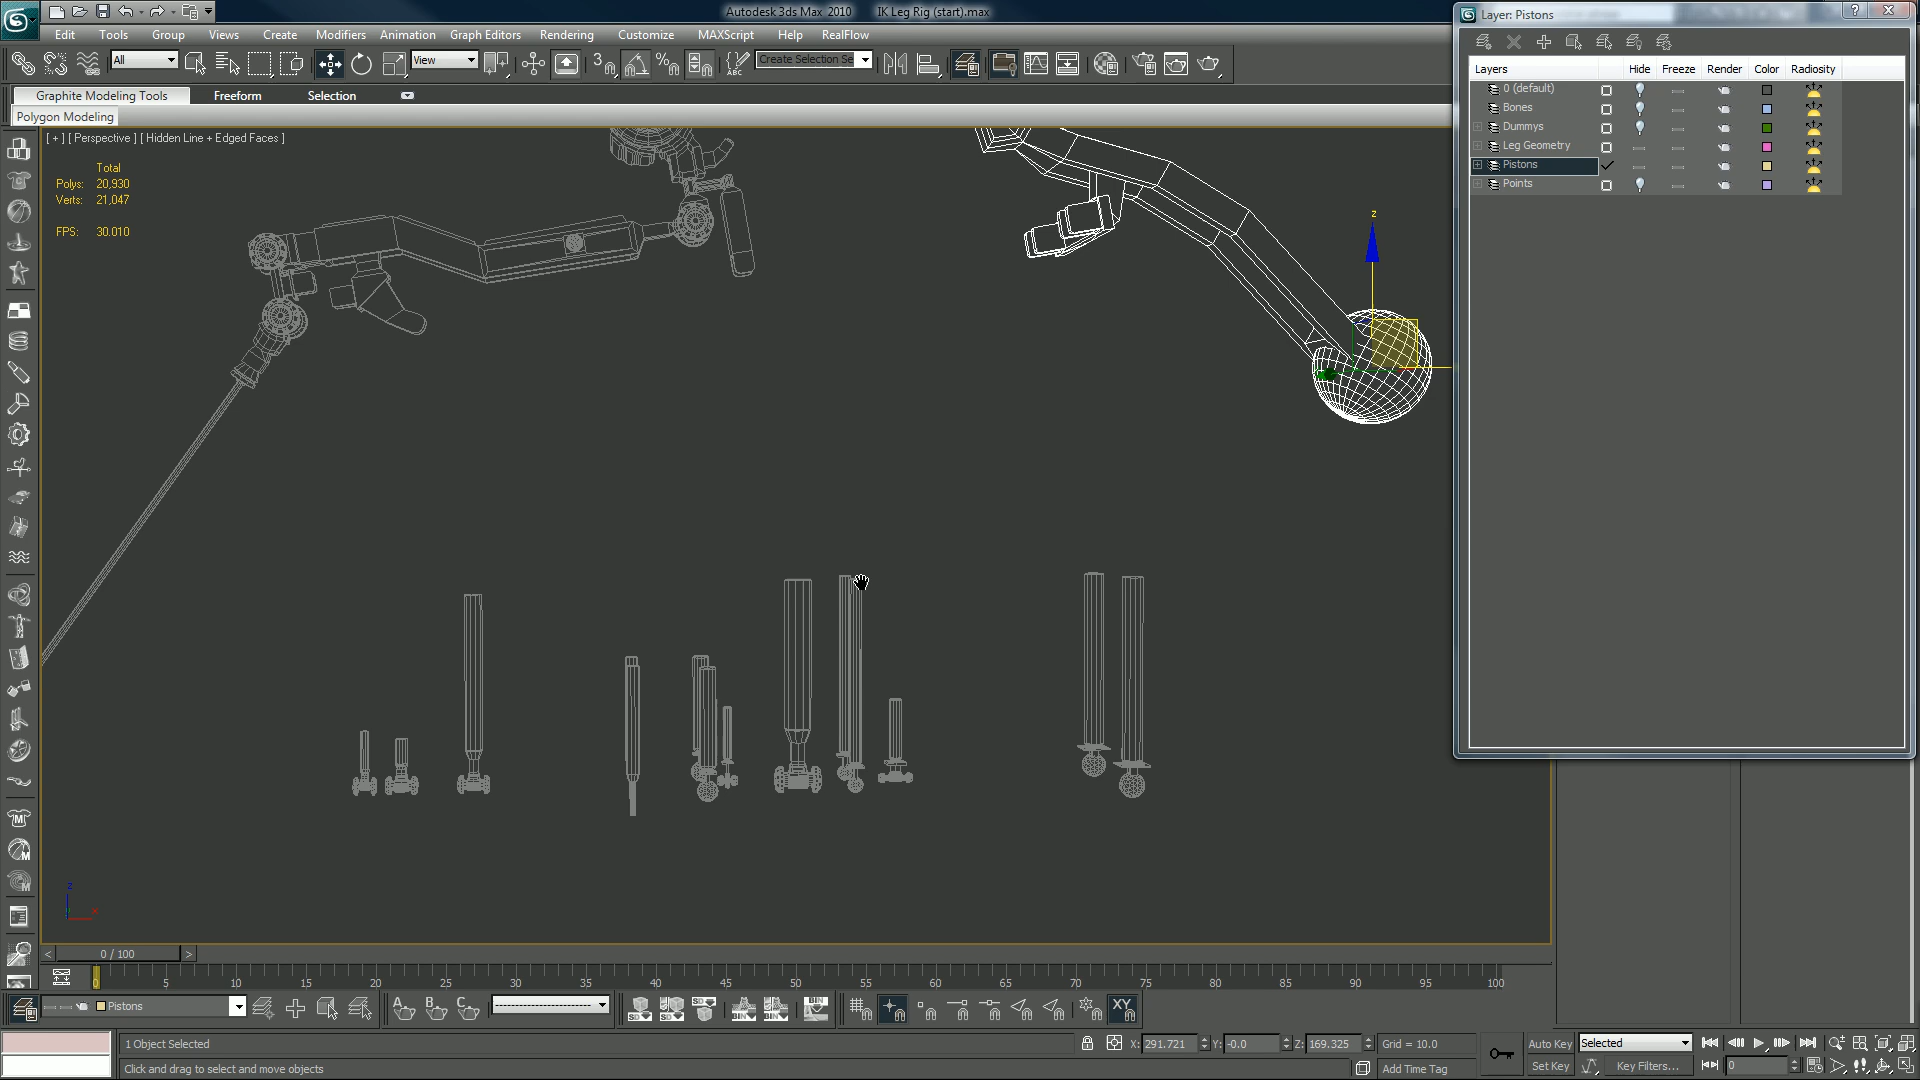 Autodesk 3ds Max 2010 IK Leg Rig (start).max
Edit Tools Group Views Create Modifiers Animation Graph Editors Rendering Customize MAXScript Help RealFlow
All View 3 Create Selection Se
Graphite Modeling Tools Freeform Selection
Polygon Modeling
[ + ] [ Perspective ] [ Hidden Line + Edged Faces ]
Total
Polys: 20,930
Verts: 21,047
FPS: 30.010
z
z
x
Layer: Pistons
Layers Hide Freeze Render Color Radiosity
0 (default)
Bones
Dummys
Leg Geometry
Pistons
Points
< 0 / 100 >
0 5 10 15 20 25 30 35 40 45 50 55 60 65 70 75 80 85 90 95 100
Pistons A B C XY
1 Object Selected X: 291.721 Y: -0.0 Z: 169.325 Grid = 10.0 Auto Key Selected
Click and drag to select and move objects Add Time Tag Set Key Key Filters... 0